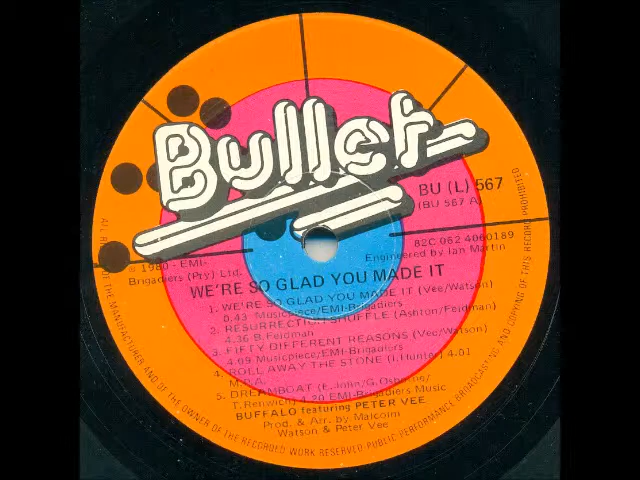 Bullet
BU (L) 567
(BU 567 A)
82C 062 4060189
Engineered by Ian Martin
℗ 1980 - EMI-
Brigadiers (Pty) Ltd.
WE'RE SO GLAD YOU MADE IT
1. WE'RE SO GLAD YOU MADE IT (Vee/Watson)
5.43 Musicpiece/EMI-Brigadiers
2. RESURRECTION SHUFFLE (Ashton/Feldman)
4.36 B.Feldman
3. FIFTY DIFFERENT REASONS (Vee/Watson)
4.09 Musicpiece/EMI-Brigadiers
4. ROLL AWAY THE STONE (I. Hunter) 4.01
M.P.A.
5. DREAMBOAT (E. John/G. Osborne/
T. Renwick) 4.20 EMI-Brigadiers Music
BUFFALO featuring PETER VEE
Prod. & Arr. by Malcolm
Watson & Peter Vee
OF THE MANUFACTURER AND OF THE OWNER OF THE RECORDED WORK RESERVED PUBLIC PERFORMANCE BROADCASTING AND COPYING OF THIS RECORD PROHIBITED